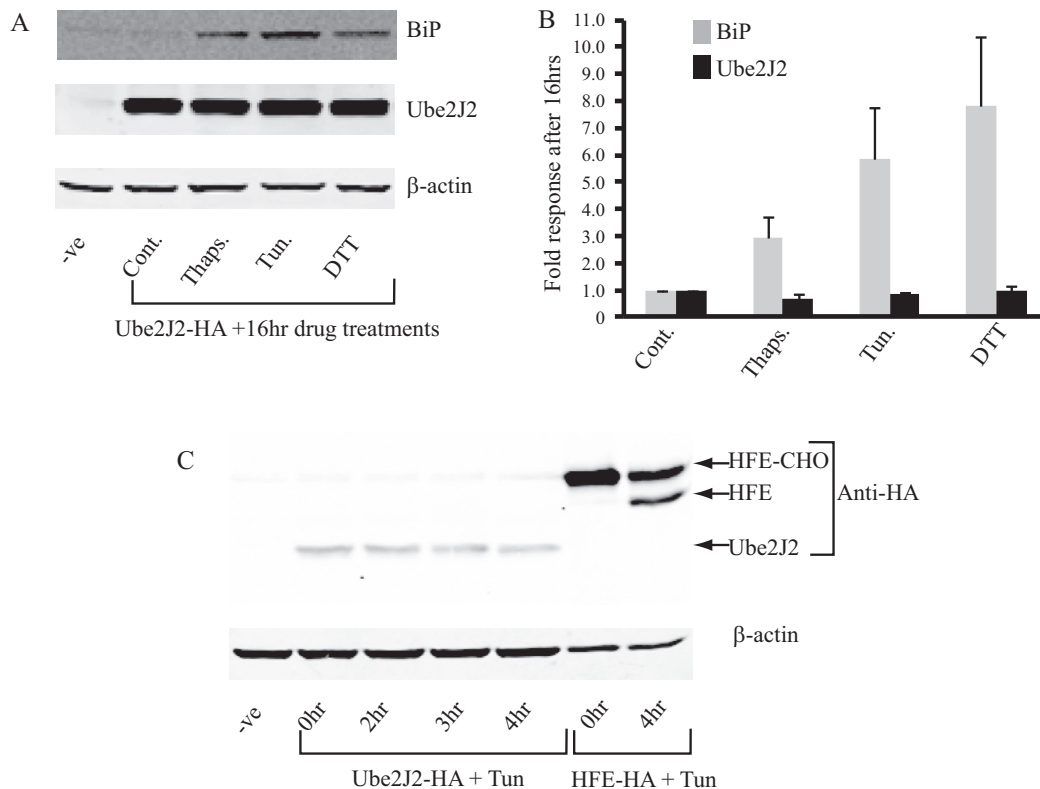 A
BiP
Ube2J2
β-actin
-ve
Cont.
Thaps.
Tun.
DTT
Ube2J2-HA +16hr drug treatments
B
Fold response after 16hrs
11.0
10.0
9.0
8.0
7.0
6.0
5.0
4.0
3.0
2.0
1.0
0
BiP
Ube2J2
Cont.
Thaps.
Tun.
DTT
C
HFE-CHO
HFE
Anti-HA
Ube2J2
β-actin
-ve
0hr
2hr
3hr
4hr
0hr
4hr
Ube2J2-HA + Tun
HFE-HA + Tun